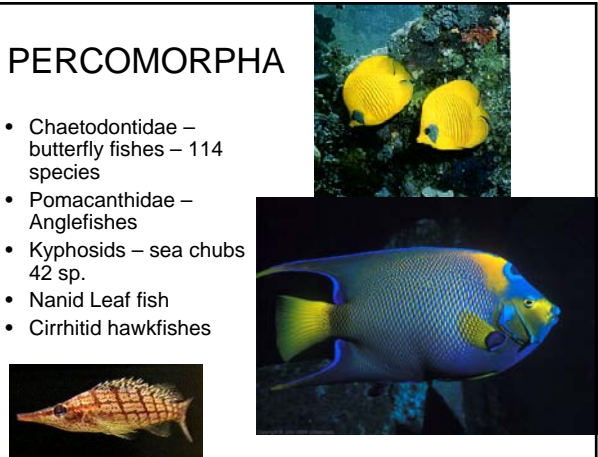 PERCOMORPHA
• Chaetodontidae –
butterfly fishes – 114
species
• Pomacanthidae –
Anglefishes
• Kyphosids – sea chubs
42 sp.
• Nanid Leaf fish
• Cirrhitid hawkfishes